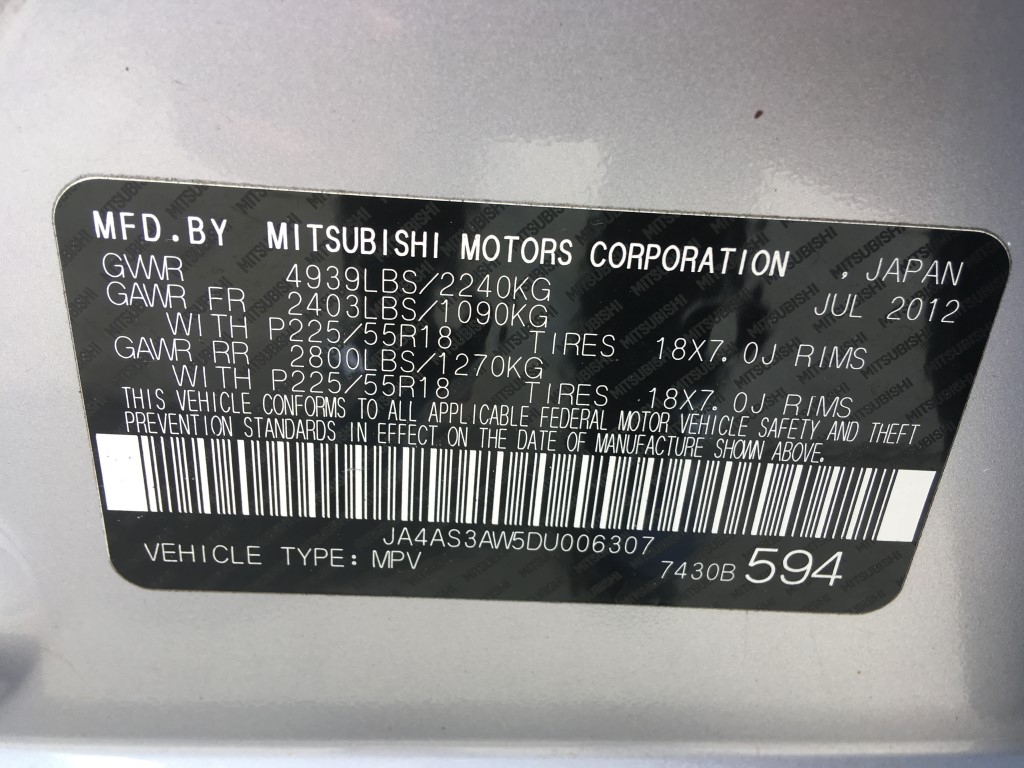 MFD.BY MITSUBISHI MOTORS CORPORATION , JAPAN
GVWR 4939LBS/2240KG JUL 2012
GAWR FR 2403LBS/1090KG
WITH P225/55R18 TIRES 18X7.0J RIMS
GAWR RR 2800LBS/1270KG
WITH P225/55R18 TIRES 18X7.0J RIMS
THIS VEHICLE CONFORMS TO ALL APPLICABLE FEDERAL MOTOR VEHICLE SAFETY AND THEFT
PREVENTION STANDARDS IN EFFECT ON THE DATE OF MANUFACTURE SHOWN ABOVE.
JA4AS3AW5DU006307
VEHICLE TYPE: MPV 7430B 594